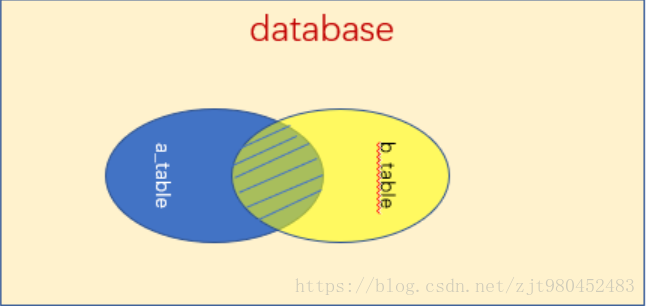 database
a_table
b_table
https://blog.csdn.net/zjt980452483